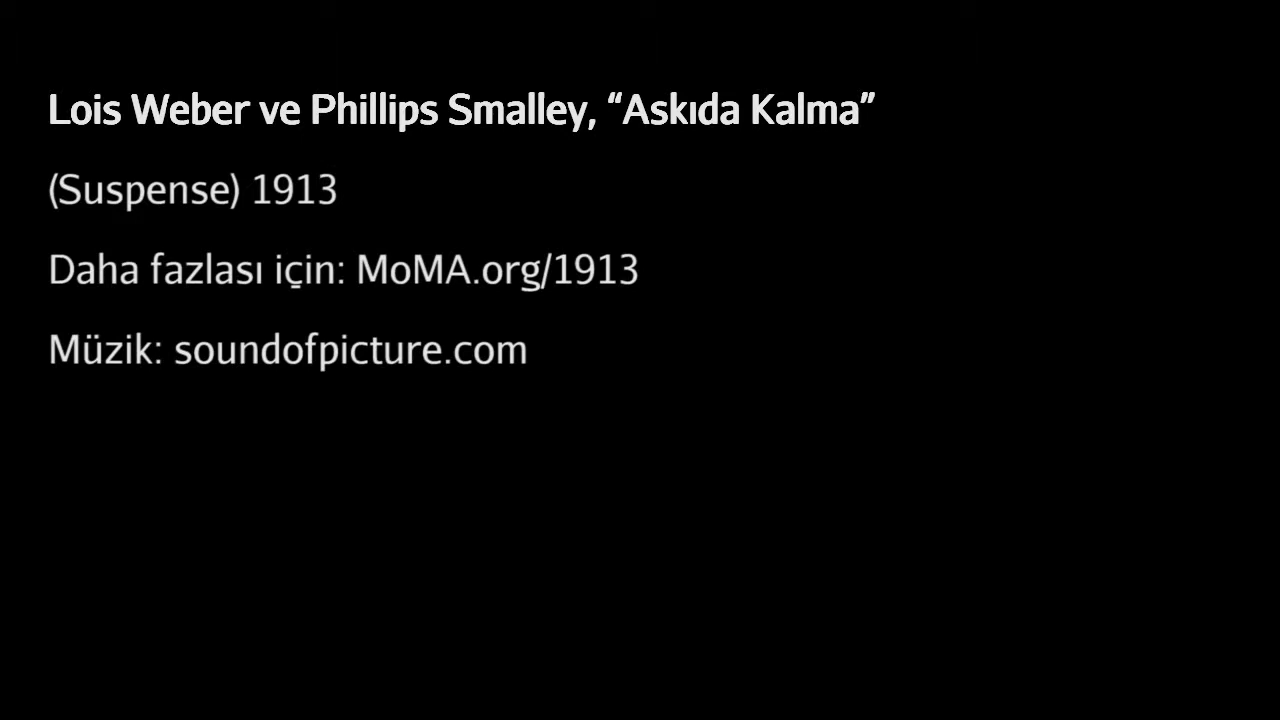 Lois Weber ve Phillips Smalley, “Askıda Kalma”
(Suspense) 1913
Daha fazlası için: MoMA.org/1913
Müzik: soundofpicture.com